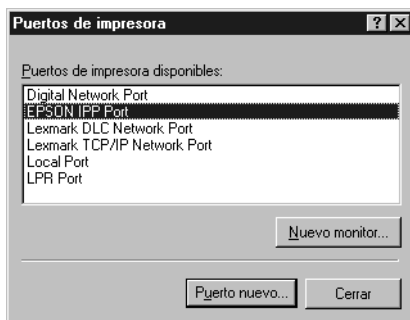 Puertos de impresora
Puertos de impresora disponibles:
Digital Network Port
EPSON IPP Port
Lexmark DLC Network Port
Lexmark TCP/IP Network Port
Local Port
LPR Port
Nuevo monitor...
Puerto nuevo...
Cerrar